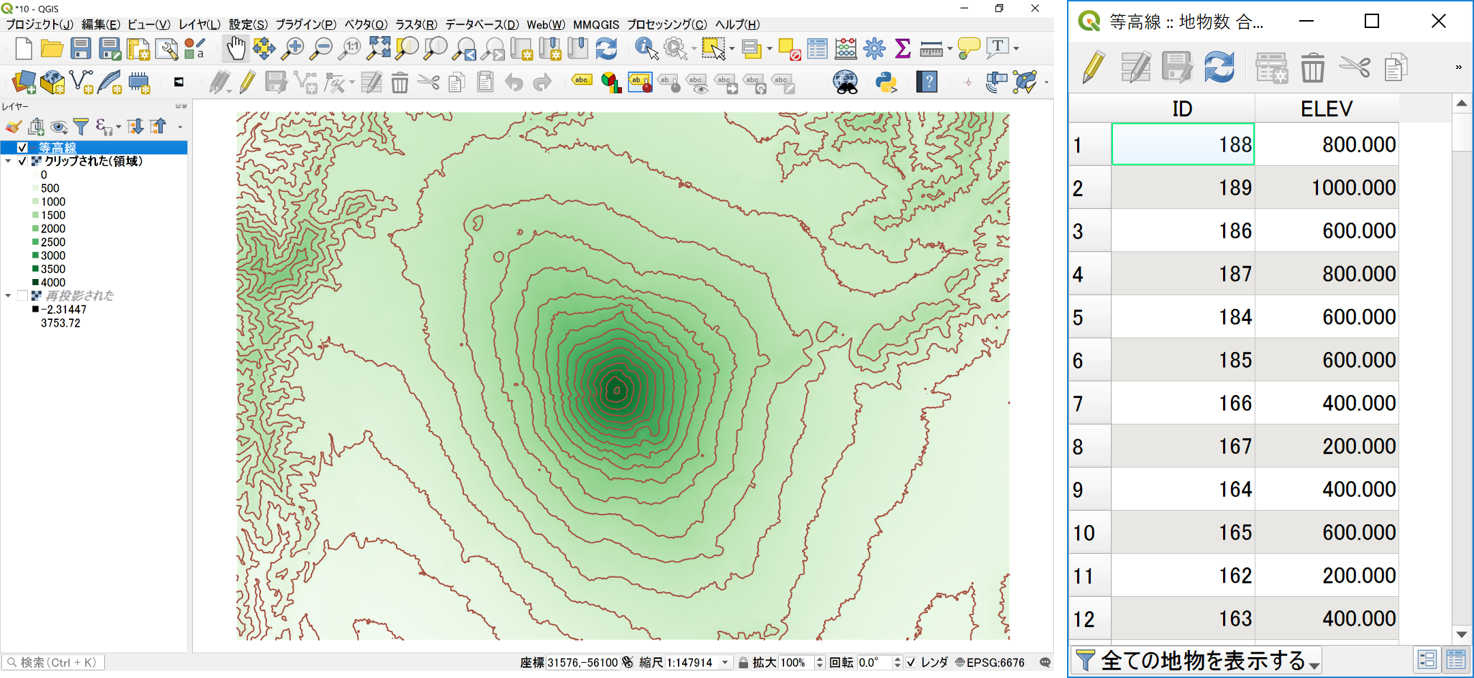 *10 - QGIS
プロジェクト(J) 編集(E) ビュー(V) レイヤ(L) 設定(S) プラグイン(P) ベクタ(O) ラスタ(R) データベース(D) Web(W) MMQGIS プロセッシング(C) ヘルプ(H)
レイヤー
等高線
クリップされた(領域)
0
500
1000
1500
2000
2500
3000
3500
4000
再投影された
-2.31447
3753.72
検索(Ctrl + K)
座標 31576,-56100 縮尺 1:147914 拡大 100% 回転 0.0° レンダ EPSG:6676
等高線 :: 地物数 合...
ID ELEV
1 188 800.000
2 189 1000.000
3 186 600.000
4 187 800.000
5 184 600.000
6 185 600.000
7 166 400.000
8 167 200.000
9 164 400.000
10 165 600.000
11 162 200.000
12 163 400.000
全ての地物を表示する